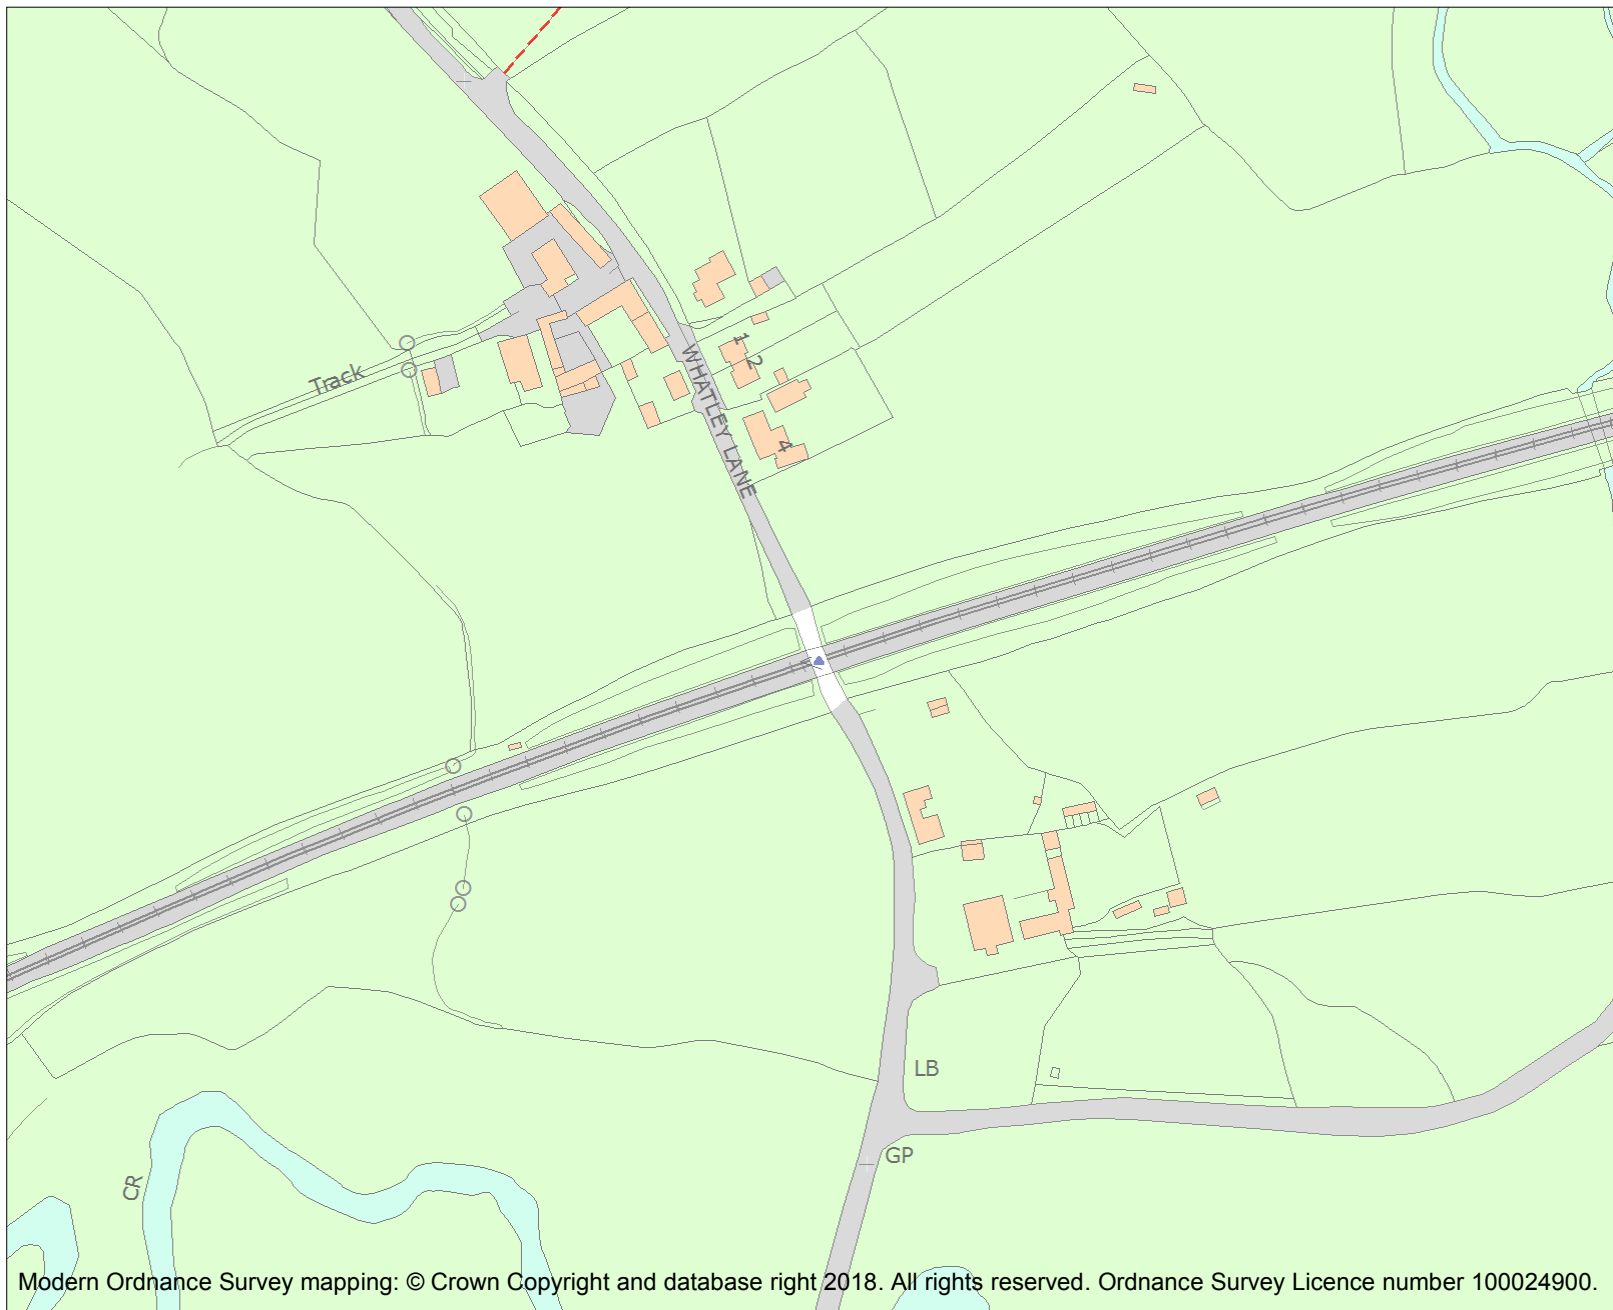 Track
1
2
WHATLEY LANE
4
LB
GP
CR
Modern Ordnance Survey mapping: © Crown Copyright and database right 2018. All rights reserved. Ordnance Survey Licence number 100024900.